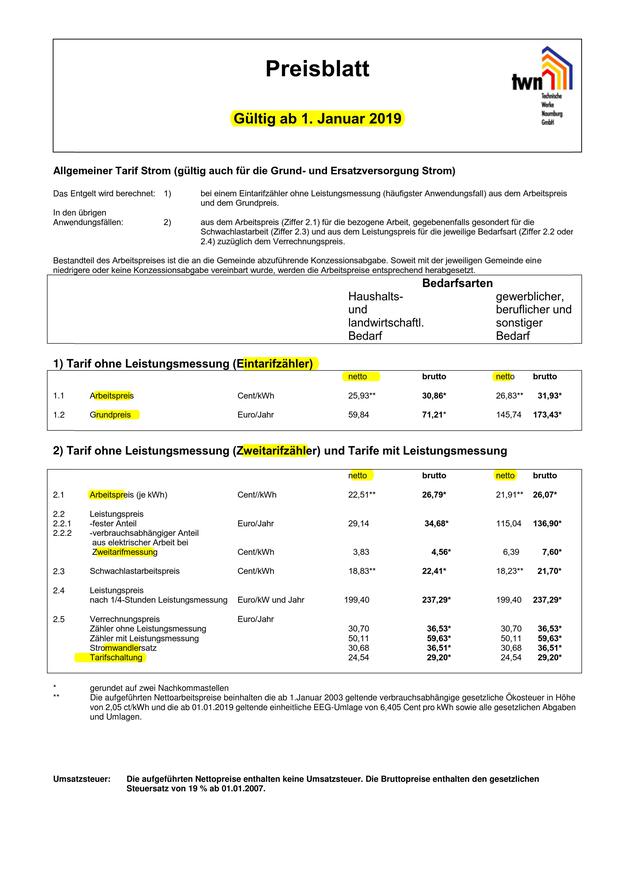 Preisblatt
Gültig ab 1. Januar 2019
twn
Technische
Werke
Naumburg
GmbH
Allgemeiner Tarif Strom (gültig auch für die Grund- und Ersatzversorgung Strom)
Das Entgelt wird berechnet: 1) bei einem Eintarifzähler ohne Leistungsmessung (häufigster Anwendungsfall) aus dem Arbeitspreis
und dem Grundpreis.
In den übrigen
Anwendungsfällen: 2) aus dem Arbeitspreis (Ziffer 2.1) für die bezogene Arbeit, gegebenenfalls gesondert für die
Schwachlastarbeit (Ziffer 2.3) und aus dem Leistungspreis für die jeweilige Bedarfsart (Ziffer 2.2 oder
2.4) zuzüglich dem Verrechnungspreis.
Bestandteil des Arbeitspreises ist die an die Gemeinde abzuführende Konzessionsabgabe. Soweit mit der jeweiligen Gemeinde eine
niedrigere oder keine Konzessionsabgabe vereinbart wurde, werden die Arbeitspreise entsprechend herabgesetzt.
Bedarfsarten
Haushalts- gewerblicher,
und beruflicher und
landwirtschaftl. sonstiger
Bedarf Bedarf
1) Tarif ohne Leistungsmessung (Eintarifzähler)
netto brutto netto brutto
1.1 Arbeitspreis Cent/kWh 25,93** 30,86* 26,83** 31,93*
1.2 Grundpreis Euro/Jahr 59,84 71,21* 145,74 173,43*
2) Tarif ohne Leistungsmessung (Zweitarifzähler) und Tarife mit Leistungsmessung
netto brutto netto brutto
2.1 Arbeitspreis (je kWh) Cent//kWh 22,51** 26,79* 21,91** 26,07*
2.2 Leistungspreis
2.2.1 -fester Anteil Euro/Jahr 29,14 34,68* 115,04 136,90*
2.2.2 -verbrauchsabhängiger Anteil
aus elektrischer Arbeit bei
Zweitarifmessung Cent/kWh 3,83 4,56* 6,39 7,60*
2.3 Schwachlastarbeitspreis Cent/kWh 18,83** 22,41* 18,23** 21,70*
2.4 Leistungspreis
nach 1/4-Stunden Leistungsmessung Euro/kW und Jahr 199,40 237,29* 199,40 237,29*
2.5 Verrechnungspreis Euro/Jahr
Zähler ohne Leistungsmessung 30,70 36,53* 30,70 36,53*
Zähler mit Leistungsmessung 50,11 59,63* 50,11 59,63*
Stromwandlersatz 30,68 36,51* 30,68 36,51*
Tarifschaltung 24,54 29,20* 24,54 29,20*
* gerundet auf zwei Nachkommastellen
** Die aufgeführten Nettoarbeitspreise beinhalten die ab 1.Januar 2003 geltende verbrauchsabhängige gesetzliche Ökosteuer in Höhe
von 2,05 ct/kWh und die ab 01.01.2019 geltende einheitliche EEG-Umlage von 6,405 Cent pro kWh sowie alle gesetzlichen Abgaben
und Umlagen.
Umsatzsteuer: Die aufgeführten Nettopreise enthalten keine Umsatzsteuer. Die Bruttopreise enthalten den gesetzlichen
Steuersatz von 19 % ab 01.01.2007.